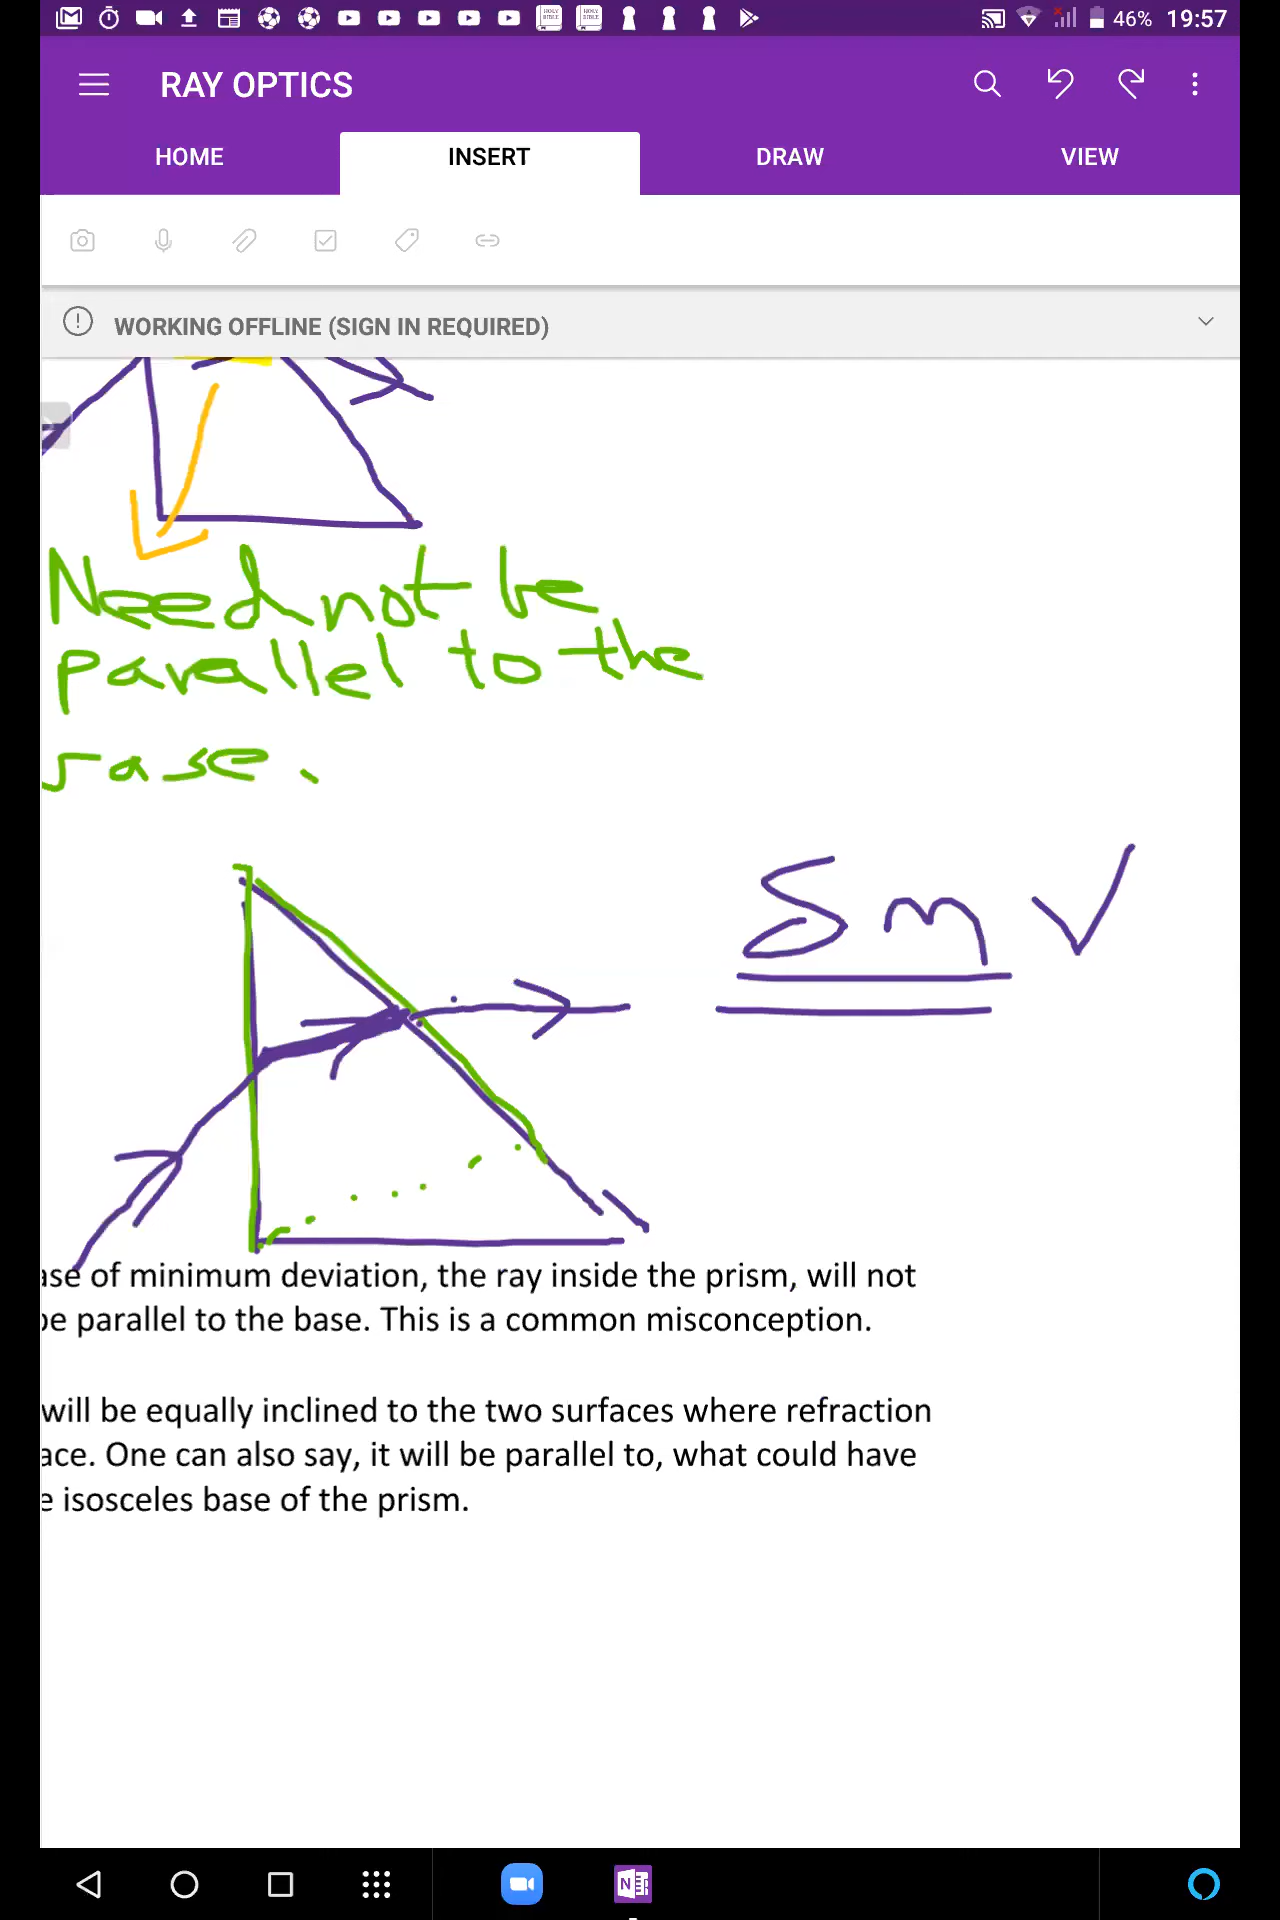 46% 19:57
RAY OPTICS
HOME INSERT DRAW VIEW
WORKING OFFLINE (SIGN IN REQUIRED)
Need not be
parallel to the
ase.
δm ✓
ase of minimum deviation, the ray inside the prism, will not
be parallel to the base. This is a common misconception.
will be equally inclined to the two surfaces where refraction
ace. One can also say, it will be parallel to, what could have
e isosceles base of the prism.